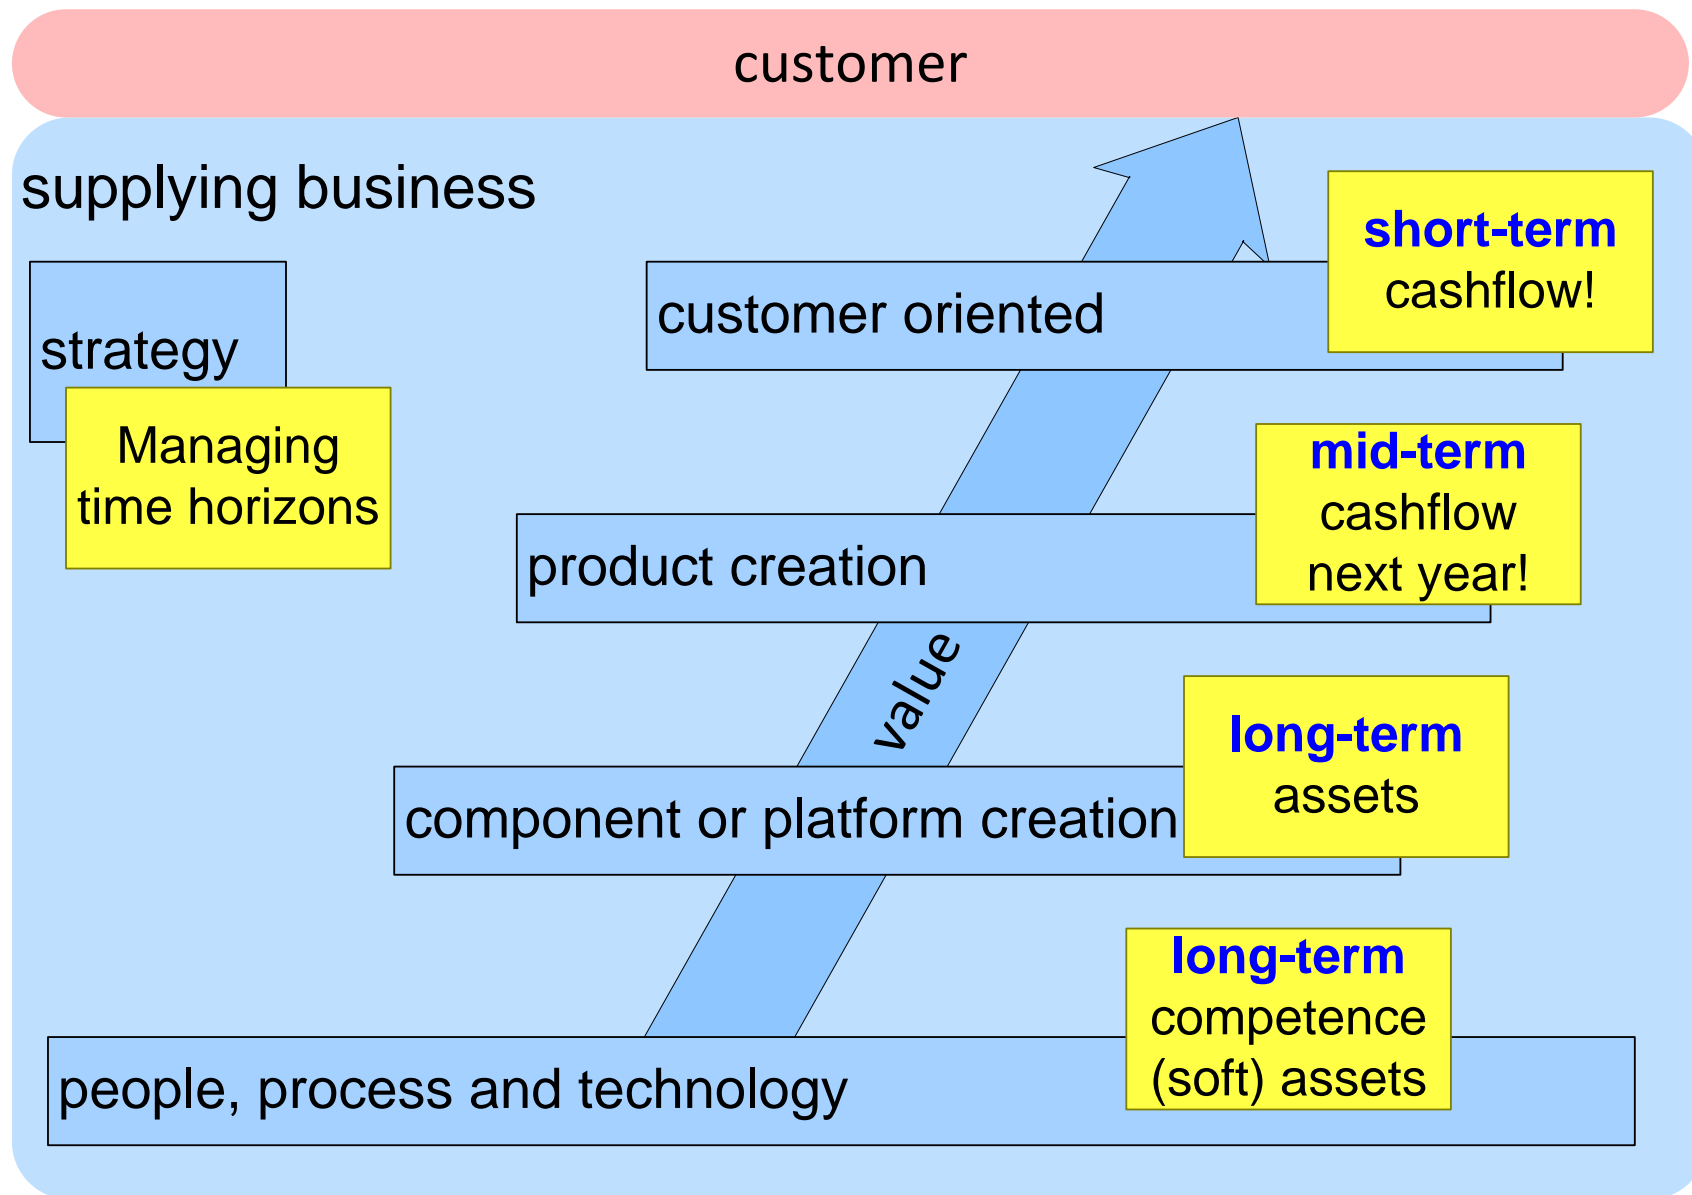 customer
supplying business
strategy
Managing
time horizons
customer oriented
short-term
cashflow!
product creation
mid-term
cashflow
next year!
value
component or platform creation
long-term
assets
people, process and technology
long-term
competence
(soft) assets